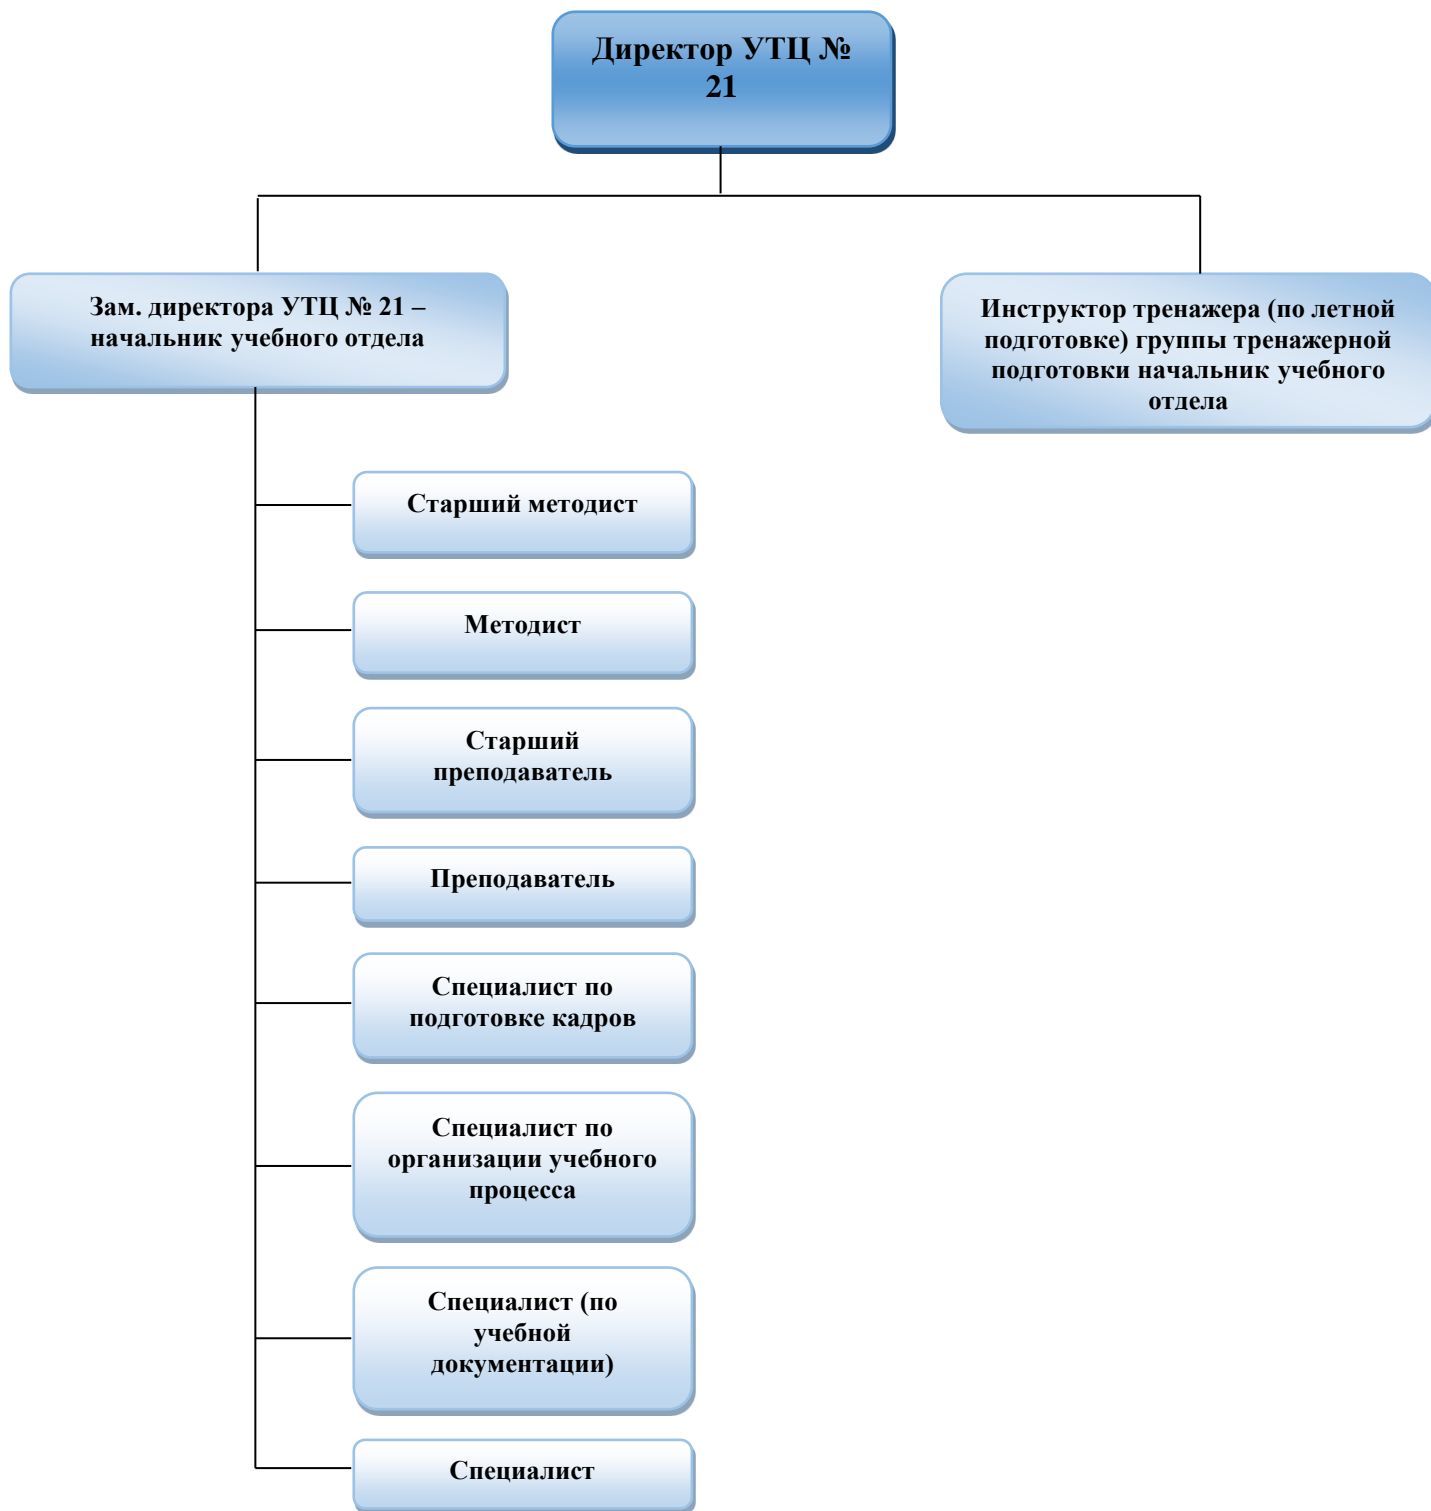 Директор УТЦ №
21
Зам. директора УТЦ № 21 –
начальник учебного отдела
Инструктор тренажера (по летной
подготовке) группы тренажерной
подготовки начальник учебного
отдела
Старший методист
Методист
Старший
преподаватель
Преподаватель
Специалист по
подготовке кадров
Специалист по
организации учебного
процесса
Специалист (по
учебной
документации)
Специалист